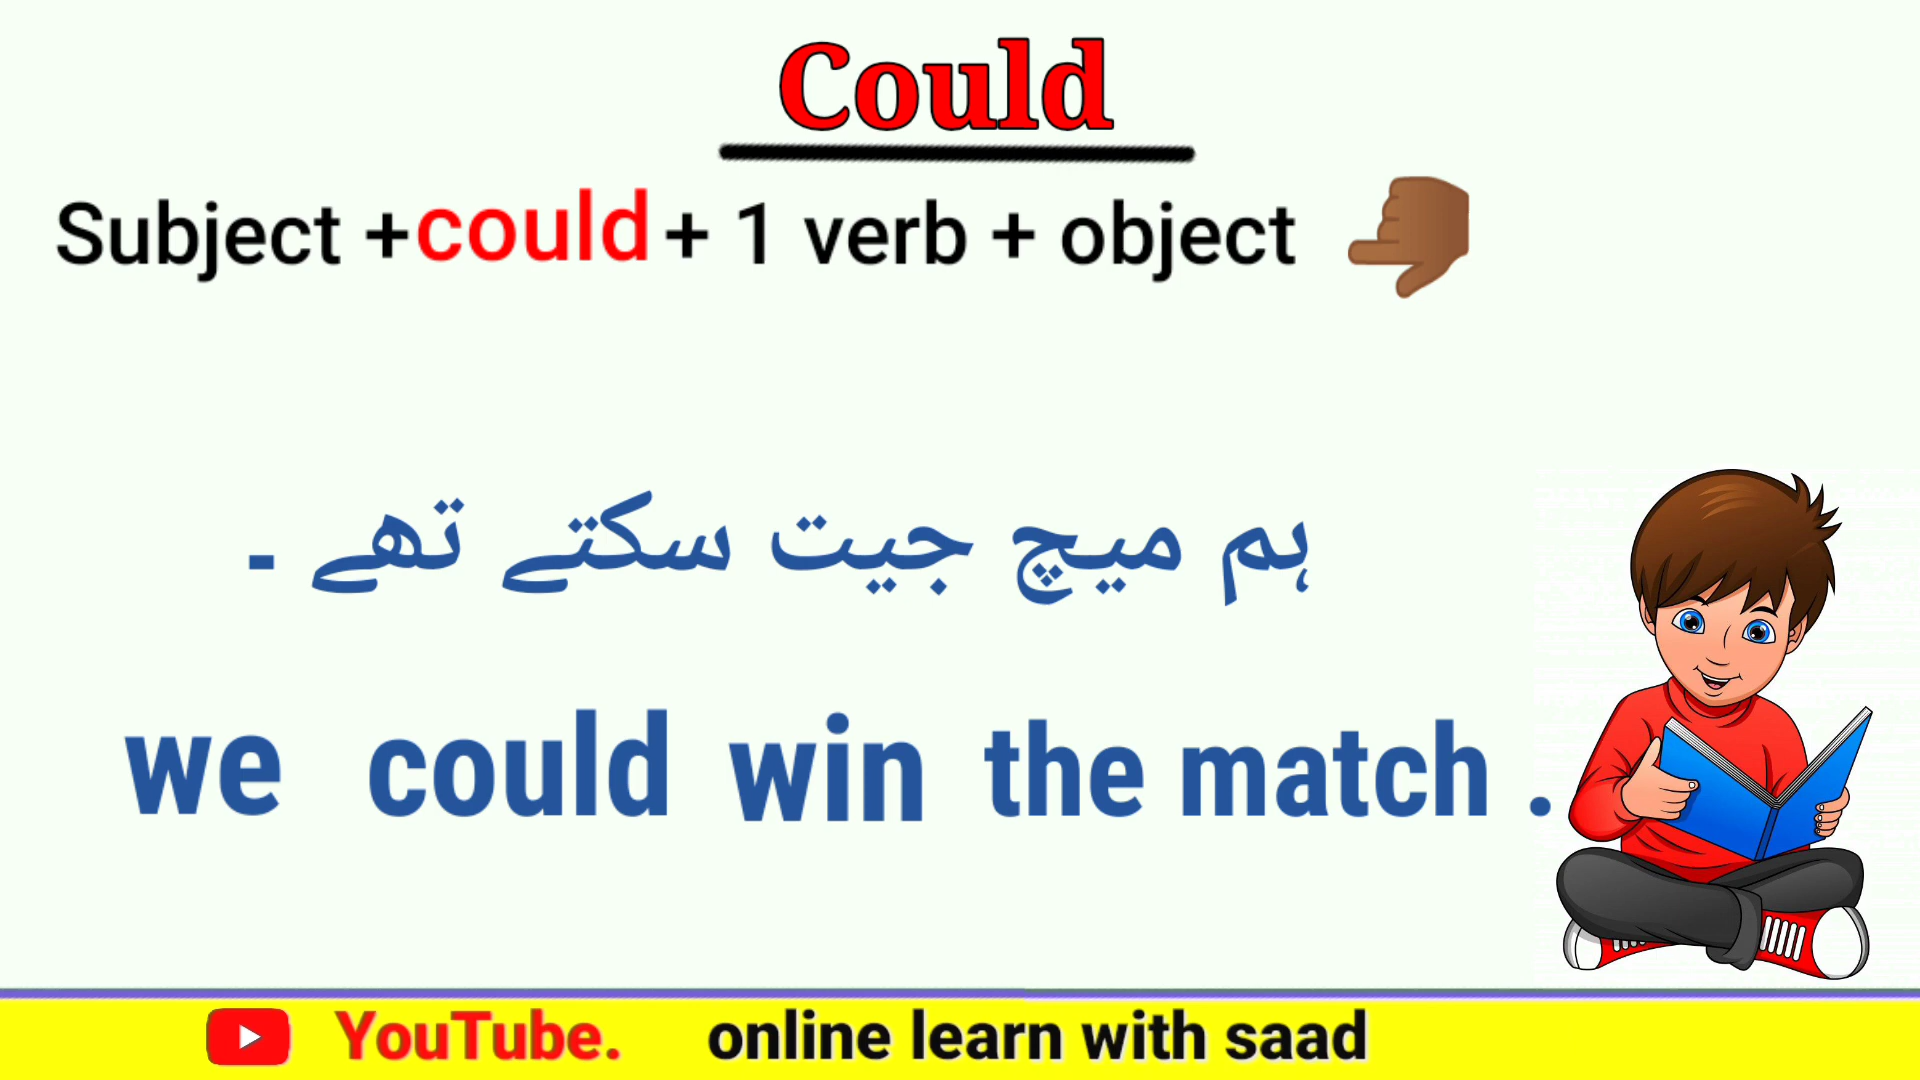 Could
Subject + could + 1 verb + object
ہم میچ جیت سکتے تھے ۔
we could win the match .
YouTube. online learn with saad